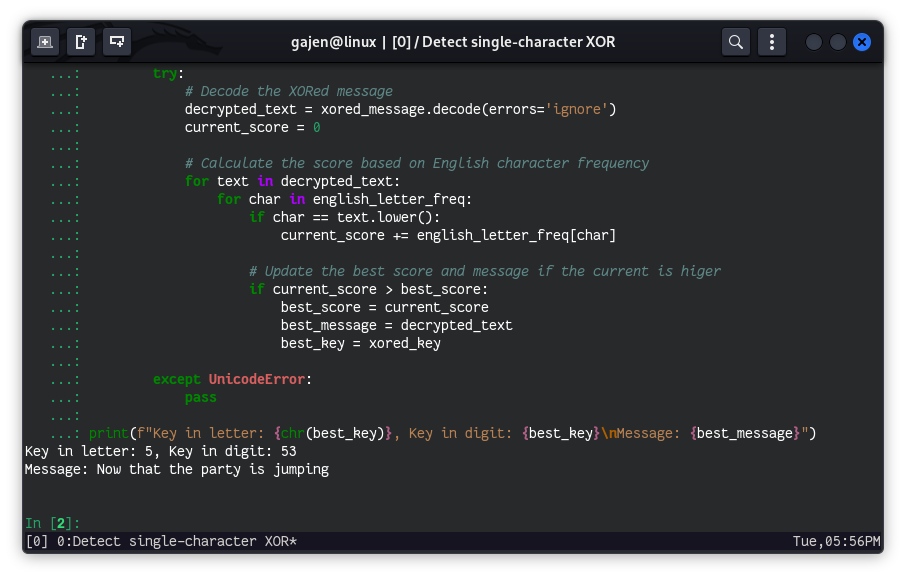 gajen@linux | [0] / Detect single-character XOR
...: try:
...: # Decode the XORed message
...: decrypted_text = xored_message.decode(errors='ignore')
...: current_score = 0
...:
...: # Calculate the score based on English character frequency
...: for text in decrypted_text:
...: for char in english_letter_freq:
...: if char == text.lower():
...: current_score += english_letter_freq[char]
...:
...: # Update the best score and message if the current is higer
...: if current_score > best_score:
...: best_score = current_score
...: best_message = decrypted_text
...: best_key = xored_key
...:
...: except UnicodeError:
...: pass
...:
...: print(f"Key in letter: {chr(best_key)}, Key in digit: {best_key}\nMessage: {best_message}")
Key in letter: 5, Key in digit: 53
Message: Now that the party is jumping
In [2]:
[0] 0:Detect single-character XOR* Tue,05:56PM